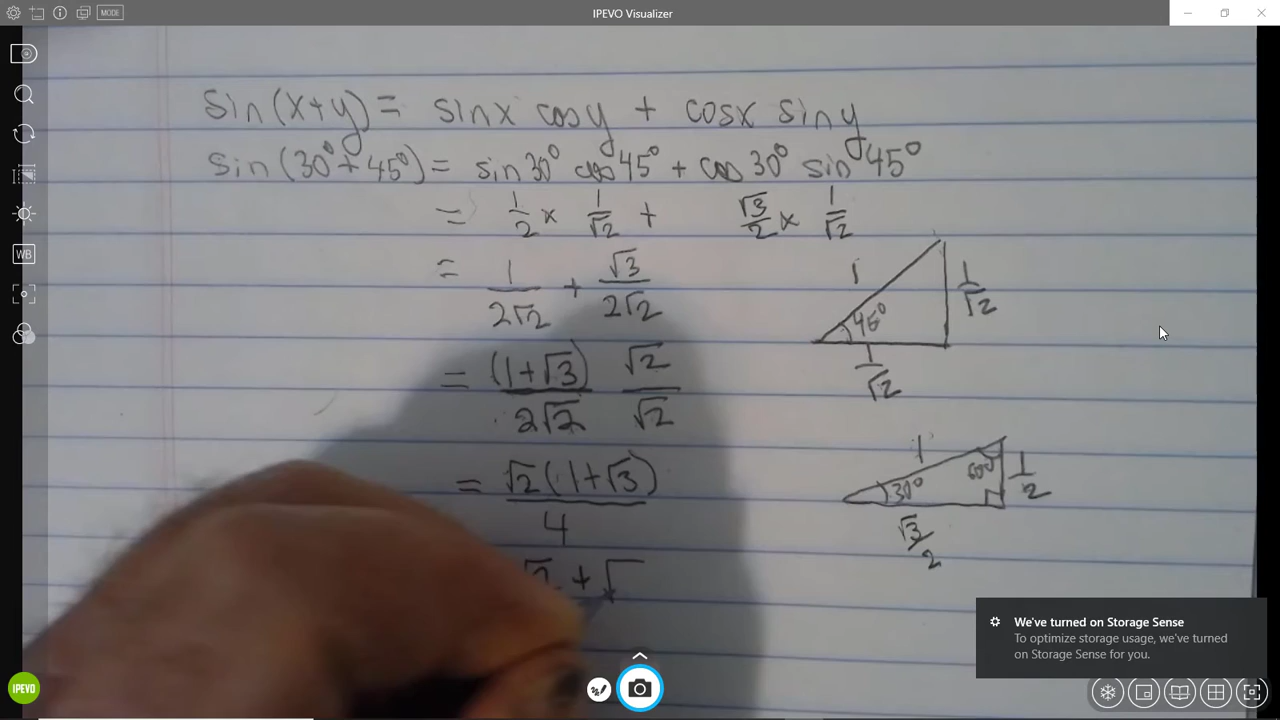 IPEVO Visualizer
MODE
sin(x+y) = sinx cosy + cosx siny
sin(30°+45°) = sin30° cos45° + cos30° sin45°
= 1/2 × 1/√2 + √3/2 × 1/√2
= 1/2√2 + √3/2√2
= (1+√3)/2√2 √2/√2
= √2(1+√3)/4
√2 + √
1
45°
1/√2
1/√2
1
30°
60°
1/2
√3/2
WB
We've turned on Storage Sense
To optimize storage usage, we've turned
on Storage Sense for you.
IPEVO